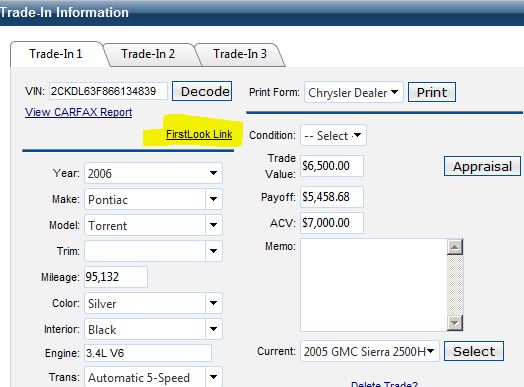 Trade-In Information
Trade-In 1 Trade-In 2 Trade-In 3
VIN: 2CKDL63F866134839 Decode
View CARFAX Report
FirstLook Link
Year: 2006
Make: Pontiac
Model: Torrent
Trim:
Mileage: 95,132
Color: Silver
Interior: Black
Engine: 3.4L V6
Trans: Automatic 5-Speed
Print Form: Chrysler Dealer Print
Condition: -- Select -
Trade
Value: $6,500.00 Appraisal
Payoff: $5,458.68
ACV: $7,000.00
Memo:
Current: 2005 GMC Sierra 2500H Select
Delete Trade?